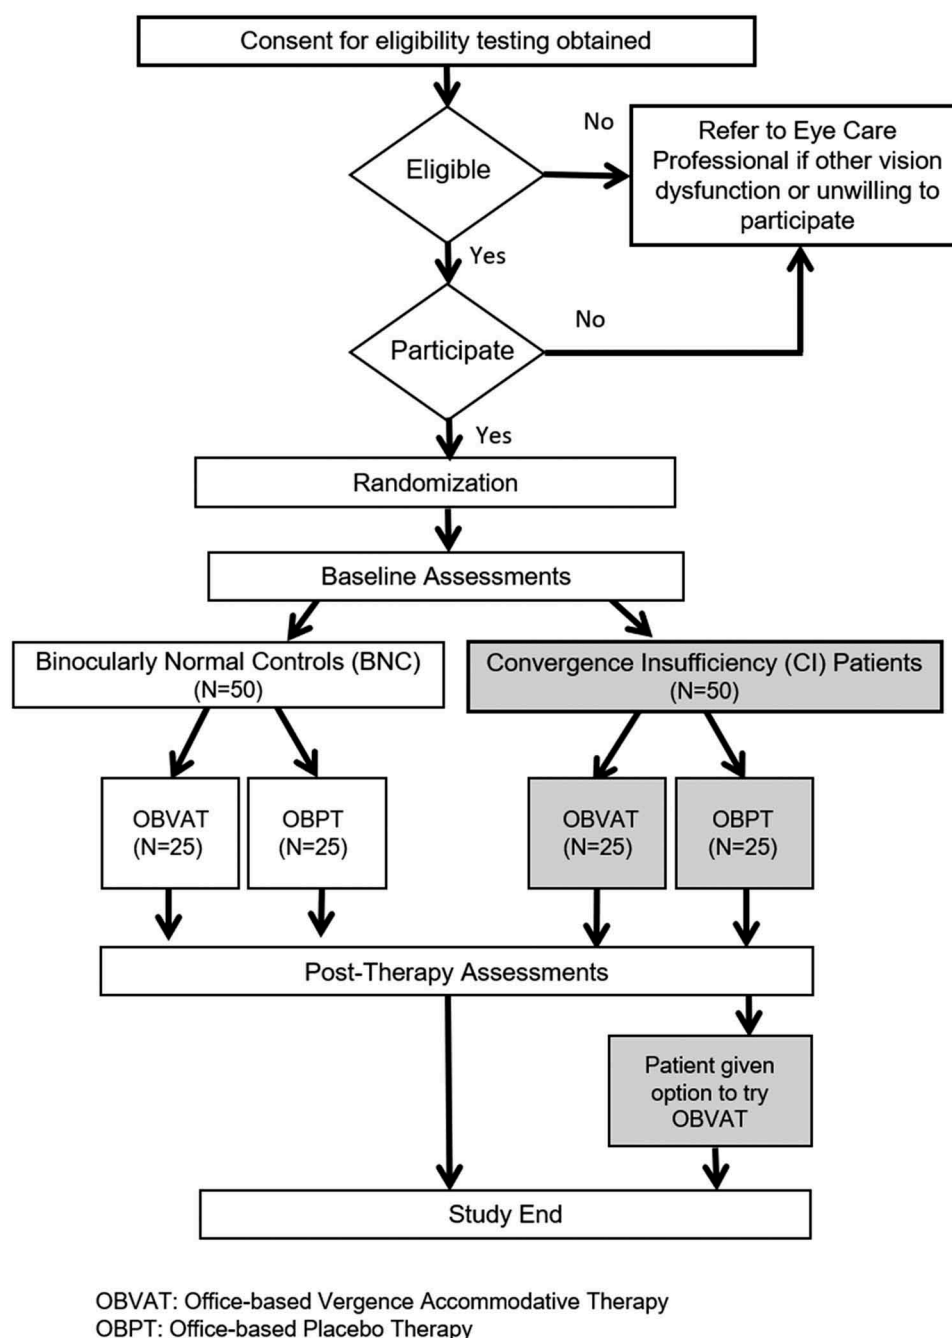 Consent for eligibility testing obtained
Eligible
No
Refer to Eye Care
Professional if other vision
dysfunction or unwilling to
participate
Yes
Participate
No
Yes
Randomization
Baseline Assessments
Binocularly Normal Controls (BNC)
(N=50)
Convergence Insufficiency (CI) Patients
(N=50)
OBVAT
(N=25)
OBPT
(N=25)
OBVAT
(N=25)
OBPT
(N=25)
Post-Therapy Assessments
Patient given
option to try
OBVAT
Study End
OBVAT: Office-based Vergence Accommodative Therapy
OBPT: Office-based Placebo Therapy